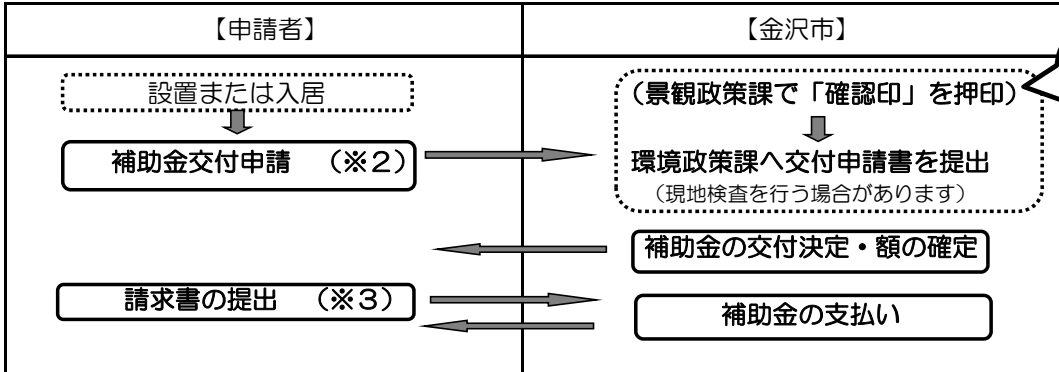 【申請者】
【金沢市】
設置または入居
補助金交付申請　（※２）
（景観政策課で「確認印」を押印）
環境政策課へ交付申請書を提出
（現地検査を行う場合があります）
補助金の交付決定・額の確定
請求書の提出　（※３）
補助金の支払い